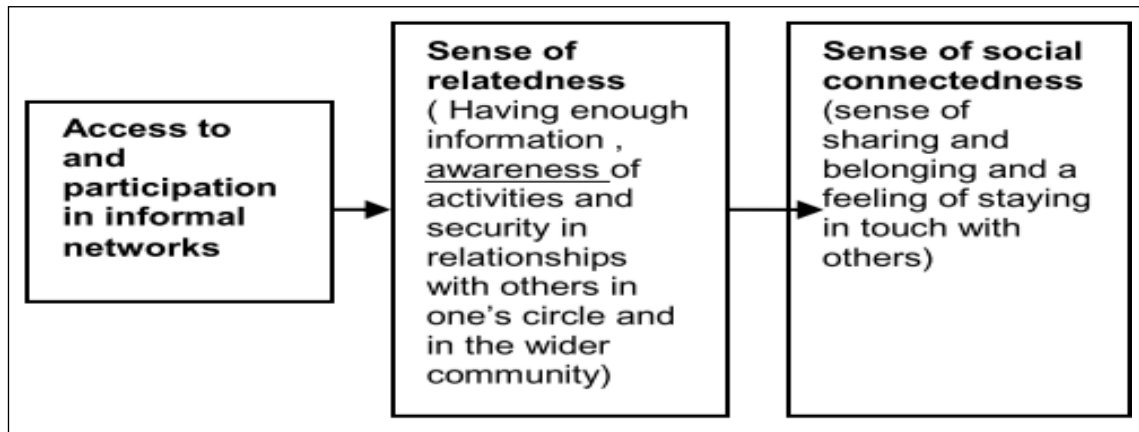 Access to
and
participation
in informal
networks
Sense of
relatedness
( Having enough
information ,
awareness of
activities and
security in
relationships
with others in
one's circle and
in the wider
community)
Sense of social
connectedness
(sense of
sharing and
belonging and a
feeling of staying
in touch with
others)